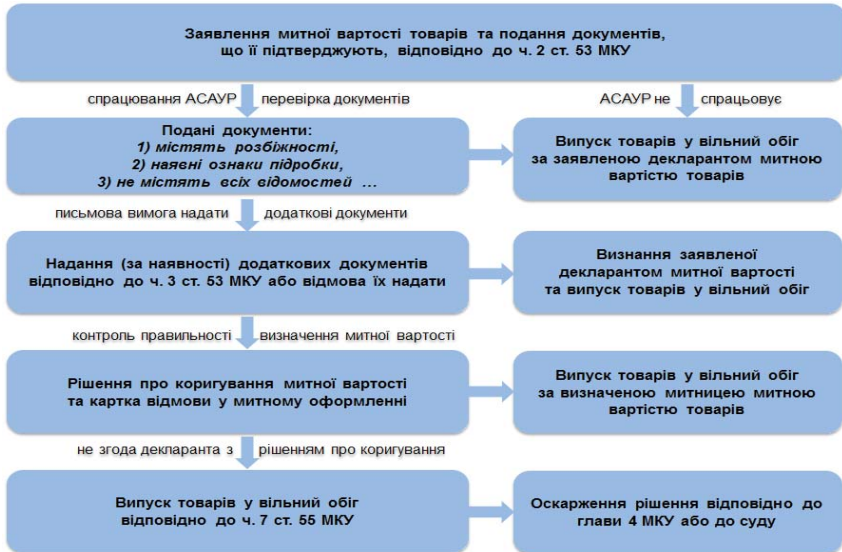 Заявлення митної вартості товарів та подання документів,
що її підтверджують, відповідно до ч. 2 ст. 53 МКУ
спрацювання АСАУР перевірка документів
АСАУР не спрацьовує
Подані документи:
1) містять розбіжності,
2) наявні ознаки підробки,
3) не містять всіх відомостей ...
Випуск товарів у вільний обіг
за заявленою декларантом митною
вартістю товарів
письмова вимога надати додаткові документи
Надання (за наявності) додаткових документів
відповідно до ч. 3 ст. 53 МКУ або відмова їх надати
Визнання заявленої
декларантом митної вартості
та випуск товарів у вільний обіг
контроль правильності визначення митної вартості
Рішення про коригування митної вартості
та картка відмови у митному оформленні
Випуск товарів у вільний обіг
за визначеною митницею митною
вартістю товарів
не згода декларанта з рішенням про коригування
Випуск товарів у вільний обіг
відповідно до ч. 7 ст. 55 МКУ
Оскарження рішення відповідно до
глави 4 МКУ або до суду